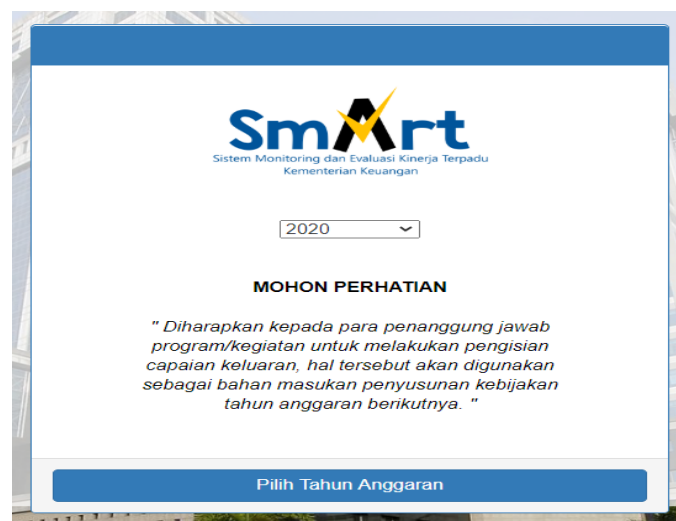 SmArt
Sistem Monitoring dan Evaluasi Kinerja Terpadu
Kementerian Keuangan
2020
MOHON PERHATIAN
" Diharapkan kepada para penanggung jawab
program/kegiatan untuk melakukan pengisian
capaian keluaran, hal tersebut akan digunakan
sebagai bahan masukan penyusunan kebijakan
tahun anggaran berikutnya. "
Pilih Tahun Anggaran